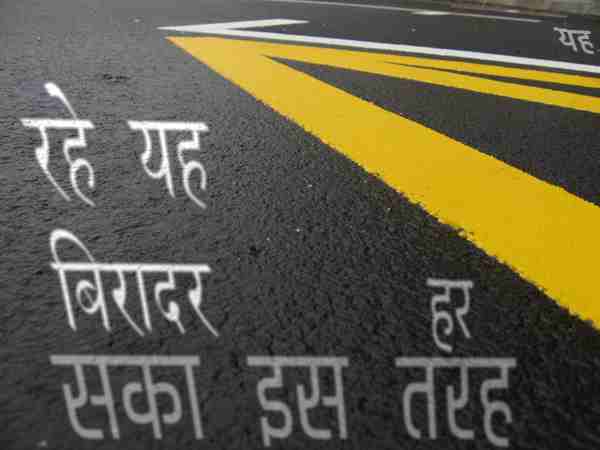 यह
रहे यह
बिरादर
हर
सका इस तरह